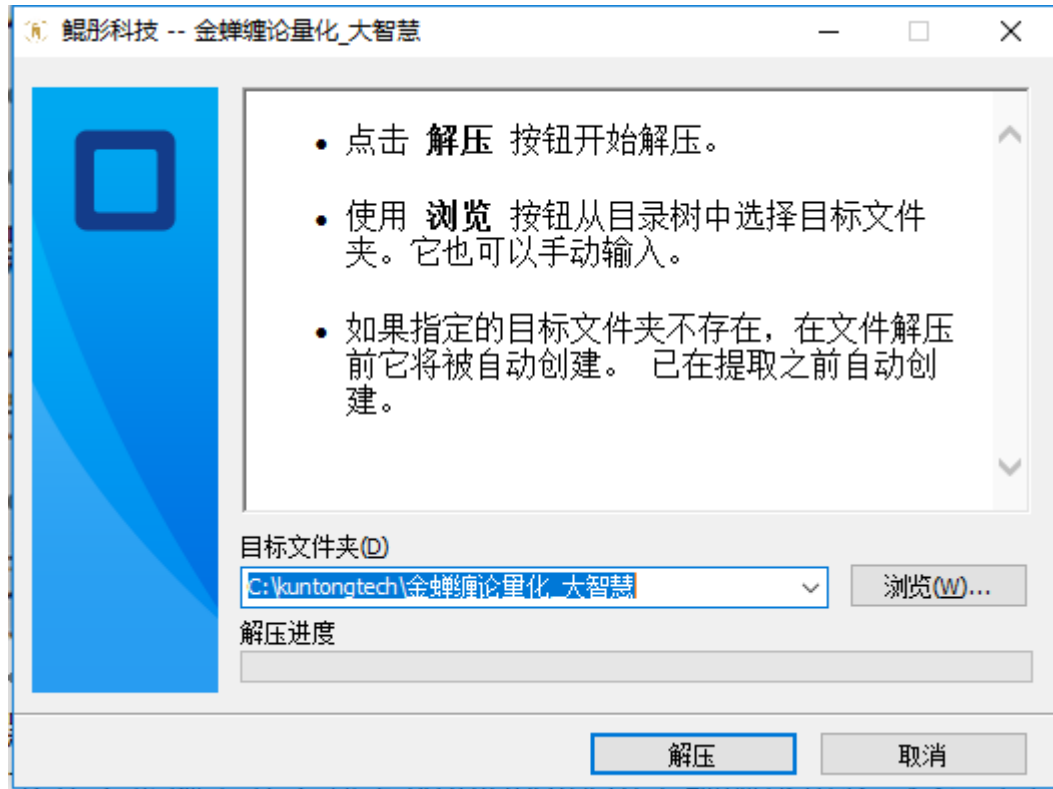 鲲彤科技 -- 金蝉缠论量化_大智慧
点击 解压 按钮开始解压。
使用 浏览 按钮从目录树中选择目标文件
夹。它也可以手动输入。
如果指定的目标文件夹不存在，在文件解压
前它将被自动创建。 已在提取之前自动创
建。
目标文件夹(D)
C:\kuntongtech\金蝉缠论量化_大智慧
浏览(W)...
解压进度
解压
取消